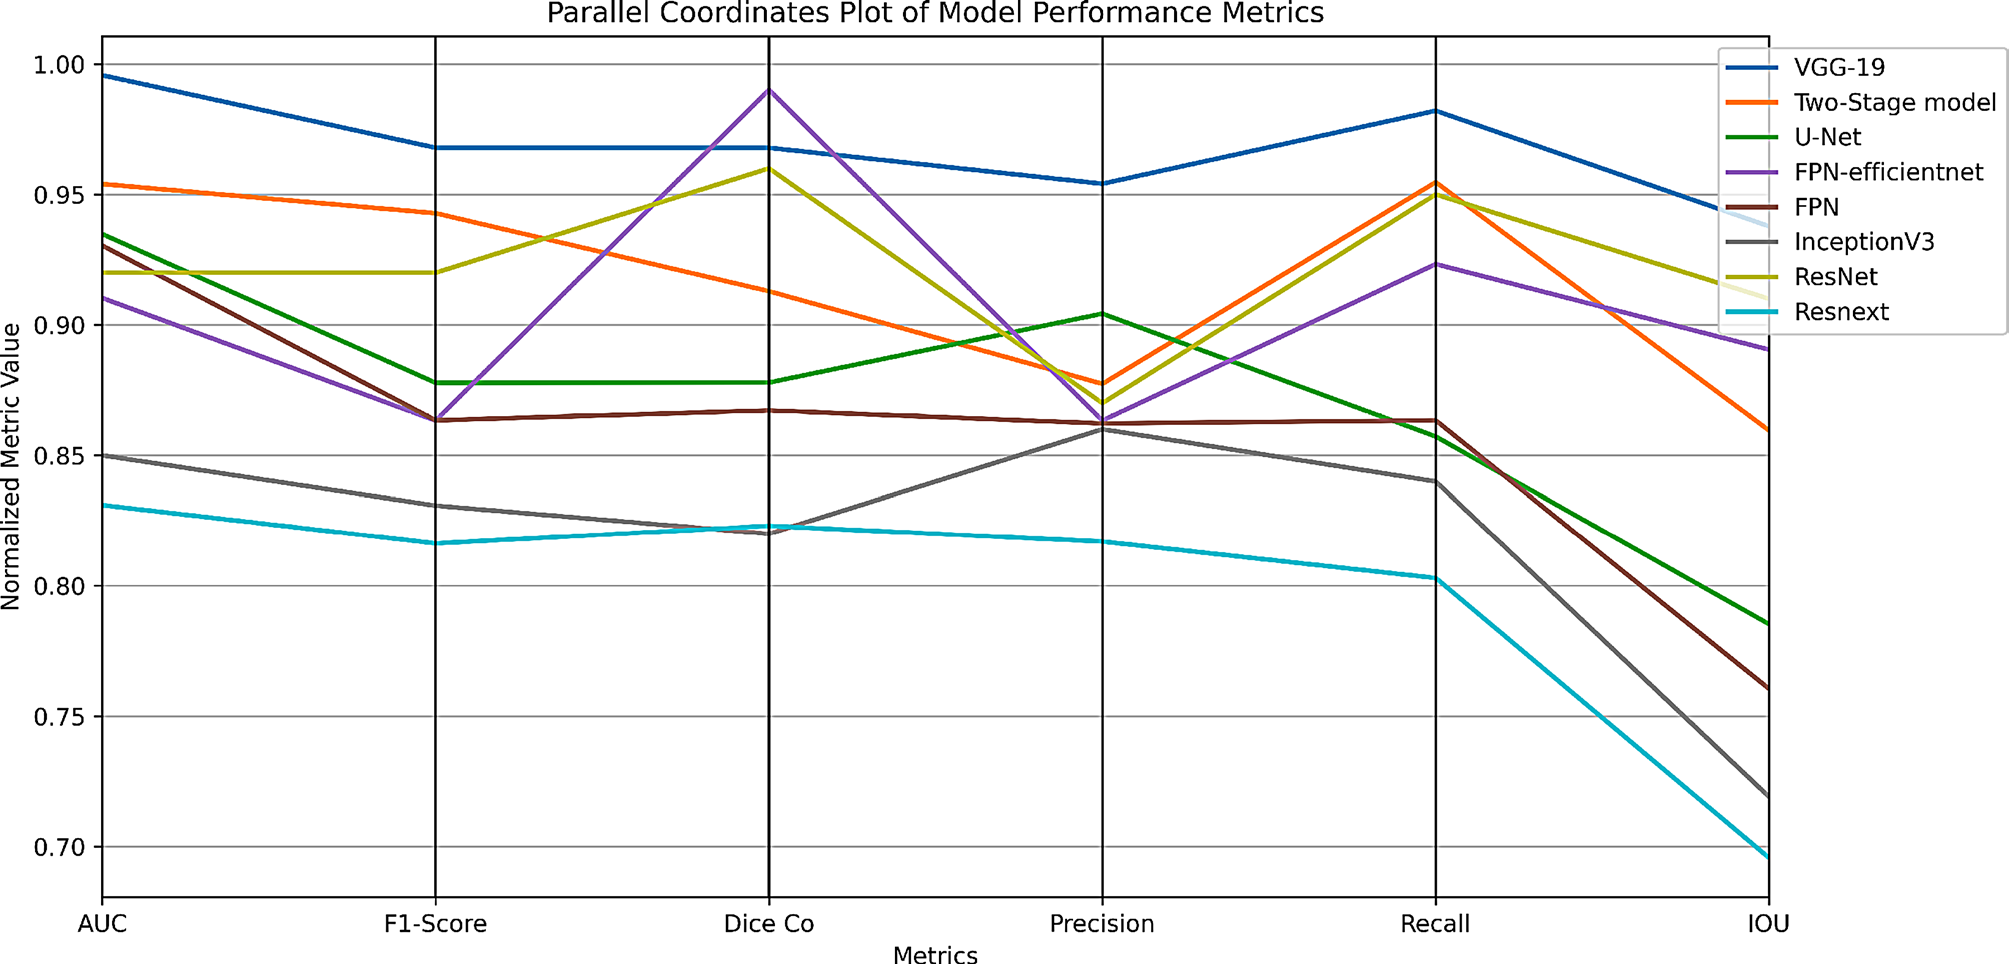 Parallel Coordinates Plot of Model Performance Metrics
Normalized Metric Value
1.00
0.95
0.90
0.85
0.80
0.75
0.70
VGG-19
Two-Stage model
U-Net
FPN-efficientnet
FPN
InceptionV3
ResNet
Resnext
AUC F1-Score Dice Co Precision Recall IOU
Metrics